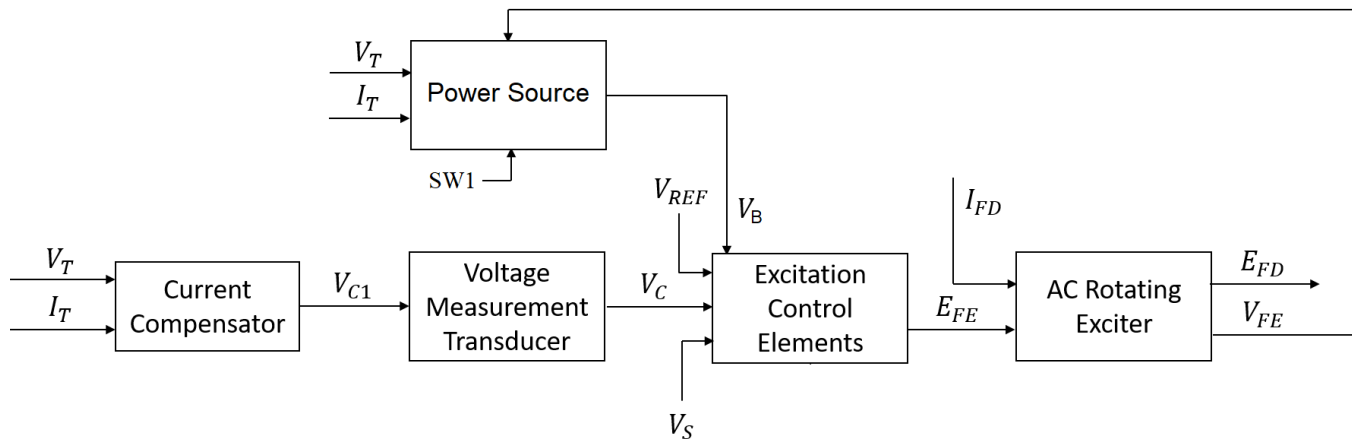 V_T
I_T
Power Source
SW1
V_REF
V_B
I_FD
V_T
I_T
Current
Compensator
V_C1
Voltage
Measurement
Transducer
V_C
Excitation
Control
Elements
E_FE
AC Rotating
Exciter
E_FD
V_FE
V_S